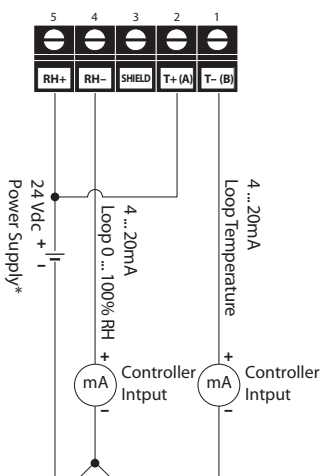 5 4 3 2 1
RH+ RH– SHIELD T+ (A) T– (B)
24 Vdc + –
Power Supply*
4 ... 20mA
Loop 0 ... 100% RH
4 ... 20mA
Loop Temperature
+ +
mA Controller mA Controller
Intput Intput
– –